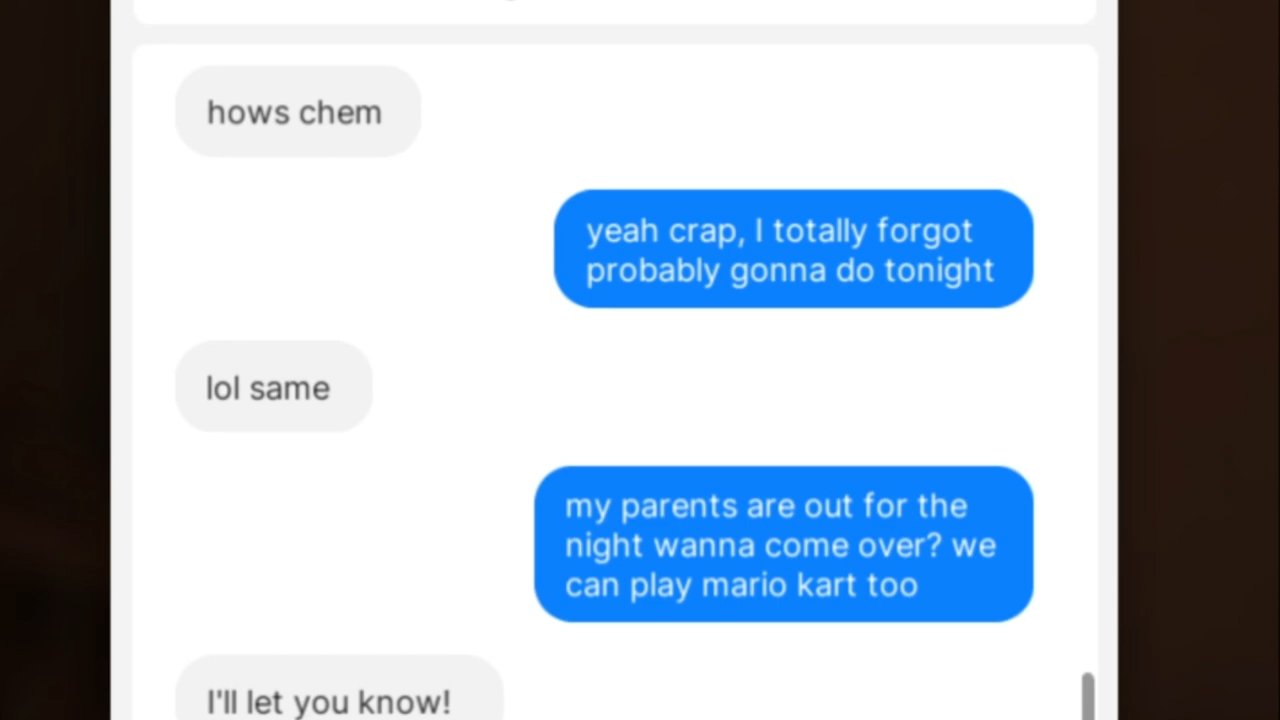 hows chem
yeah crap, I totally forgot
probably gonna do tonight
lol same
my parents are out for the
night wanna come over? we
can play mario kart too
I'll let you know!